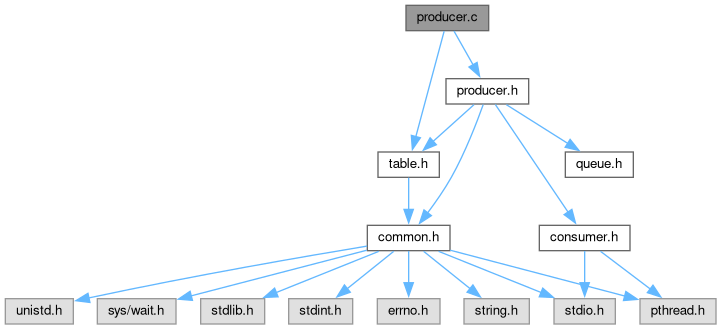 producer.c
producer.h
table.h
queue.h
common.h
consumer.h
unistd.h
sys/wait.h
stdlib.h
stdint.h
errno.h
string.h
stdio.h
pthread.h